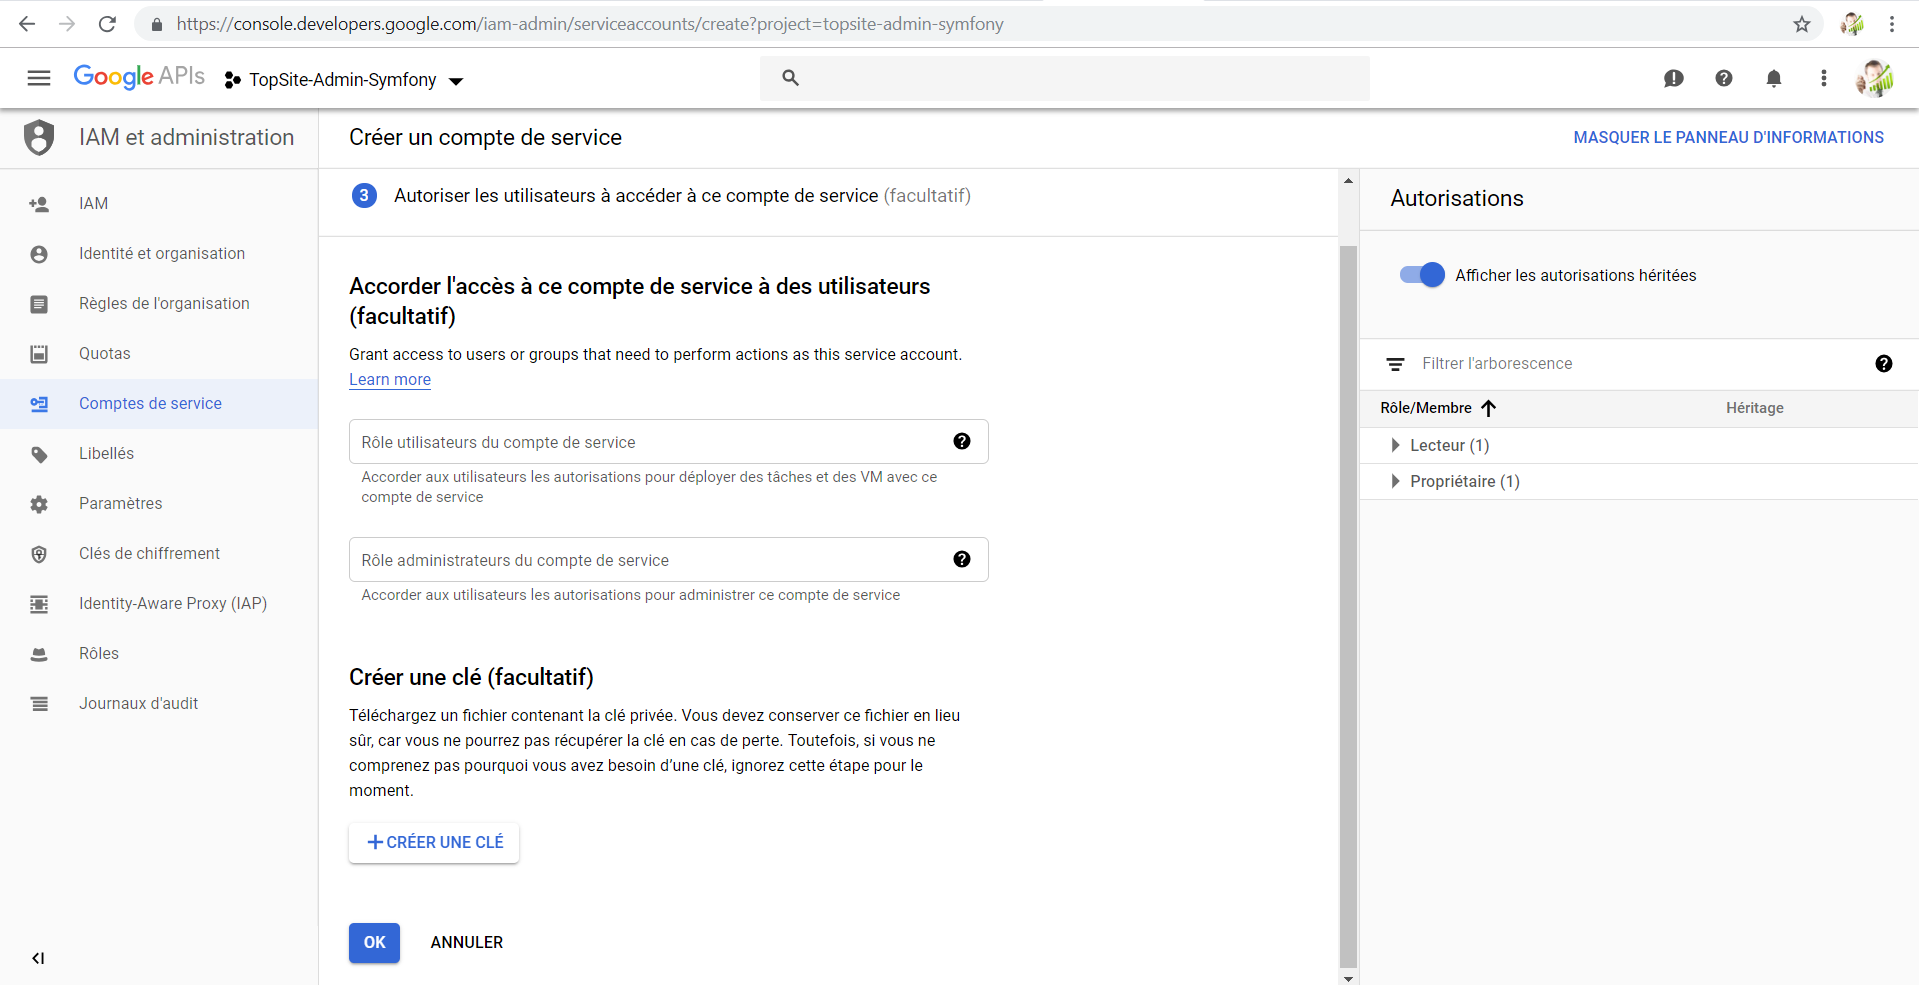 https://console.developers.google.com/iam-admin/serviceaccounts/create?project=topsite-admin-symfony
Google APIs
TopSite-Admin-Symfony
IAM et administration
Créer un compte de service
MASQUER LE PANNEAU D'INFORMATIONS
IAM
Identité et organisation
Règles de l'organisation
Quotas
Comptes de service
Libellés
Paramètres
Clés de chiffrement
Identity-Aware Proxy (IAP)
Rôles
Journaux d'audit
3 Autoriser les utilisateurs à accéder à ce compte de service (facultatif)
Accorder l'accès à ce compte de service à des utilisateurs
(facultatif)
Grant access to users or groups that need to perform actions as this service account.
Learn more
Rôle utilisateurs du compte de service
Accorder aux utilisateurs les autorisations pour déployer des tâches et des VM avec ce
compte de service
Rôle administrateurs du compte de service
Accorder aux utilisateurs les autorisations pour administrer ce compte de service
Créer une clé (facultatif)
Téléchargez un fichier contenant la clé privée. Vous devez conserver ce fichier en lieu
sûr, car vous ne pourrez pas récupérer la clé en cas de perte. Toutefois, si vous ne
comprenez pas pourquoi vous avez besoin d’une clé, ignorez cette étape pour le
moment.
+ CRÉER UNE CLÉ
OK
ANNULER
Autorisations
Afficher les autorisations héritées
Filtrer l'arborescence
Rôle/Membre
Héritage
Lecteur (1)
Propriétaire (1)